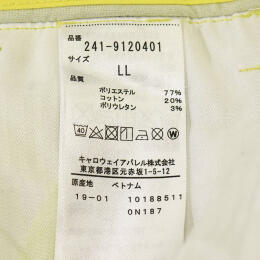 品番
241-9120401
サイズ
LL
品質
ポリエステル 77%
コットン 20%
ポリウレタン 3%
40 W
キャロウェイアパレル株式会社
東京都港区元赤坂1-5-12
原産地 ベトナム
19-01 10188511
0N187